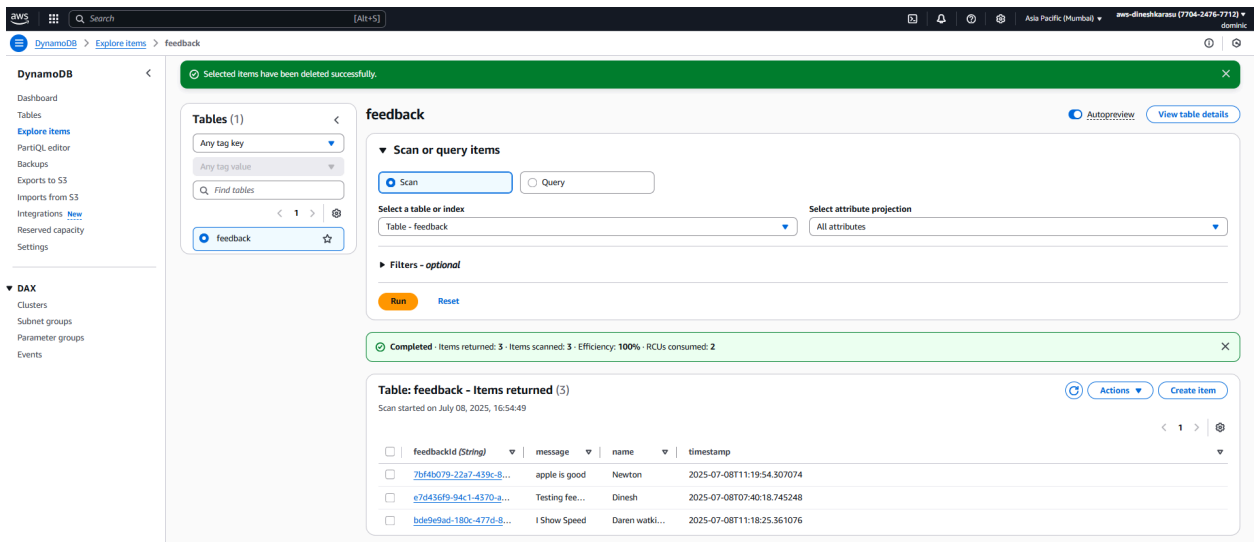 aws
Search
[Alt+S]
Asia Pacific (Mumbai)
aws-dineshkarasu (7704-2476-7712)
dominic
DynamoDB > Explore items > feedback
DynamoDB
Dashboard
Tables
Explore items
PartiQL editor
Backups
Exports to S3
Imports from S3
Integrations New
Reserved capacity
Settings
DAX
Clusters
Subnet groups
Parameter groups
Events
Selected items have been deleted successfully.
Tables (1)
Any tag key
Any tag value
Find tables
1
feedback
feedback
Autopreview
View table details
Scan or query items
Scan
Query
Select a table or index
Select attribute projection
Table - feedback
All attributes
Filters - optional
Run
Reset
Completed · Items returned: 3 · Items scanned: 3 · Efficiency: 100% · RCUs consumed: 2
Table: feedback - Items returned (3)
Actions
Create item
Scan started on July 08, 2025, 16:54:49
1
feedbackId (String) message name timestamp
7bf4b079-22a7-439c-8... apple is good Newton 2025-07-08T11:19:54.307074
e7d436f9-94c1-4370-a... Testing fee... Dinesh 2025-07-08T07:40:18.745248
bde9e9ad-180c-477d-8... I Show Speed Daren watki... 2025-07-08T11:18:25.361076